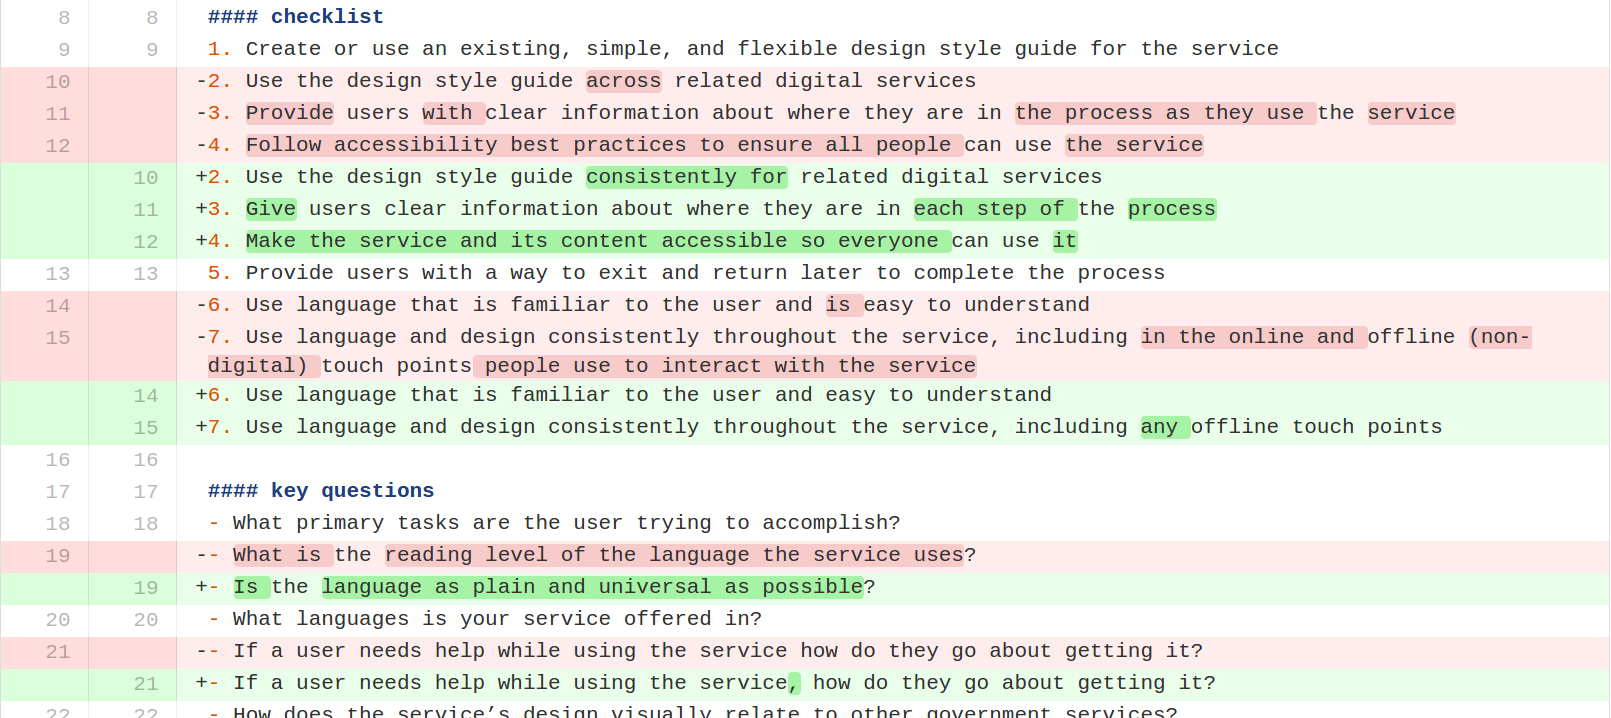 8 8 #### checklist
9 9 1. Create or use an existing, simple, and flexible design style guide for the service
10 -2. Use the design style guide across related digital services
11 -3. Provide users with clear information about where they are in the process as they use the service
12 -4. Follow accessibility best practices to ensure all people can use the service
10 +2. Use the design style guide consistently for related digital services
11 +3. Give users clear information about where they are in each step of the process
12 +4. Make the service and its content accessible so everyone can use it
13 13 5. Provide users with a way to exit and return later to complete the process
14 -6. Use language that is familiar to the user and is easy to understand
15 -7. Use language and design consistently throughout the service, including in the online and offline (non-
digital) touch points people use to interact with the service
14 +6. Use language that is familiar to the user and easy to understand
15 +7. Use language and design consistently throughout the service, including any offline touch points
16 16
17 17 #### key questions
18 18 - What primary tasks are the user trying to accomplish?
19 -- What is the reading level of the language the service uses?
19 +- Is the language as plain and universal as possible?
20 20 - What languages is your service offered in?
21 -- If a user needs help while using the service how do they go about getting it?
21 +- If a user needs help while using the service, how do they go about getting it?
22 22 - How does the service’s design visually relate to other government services?